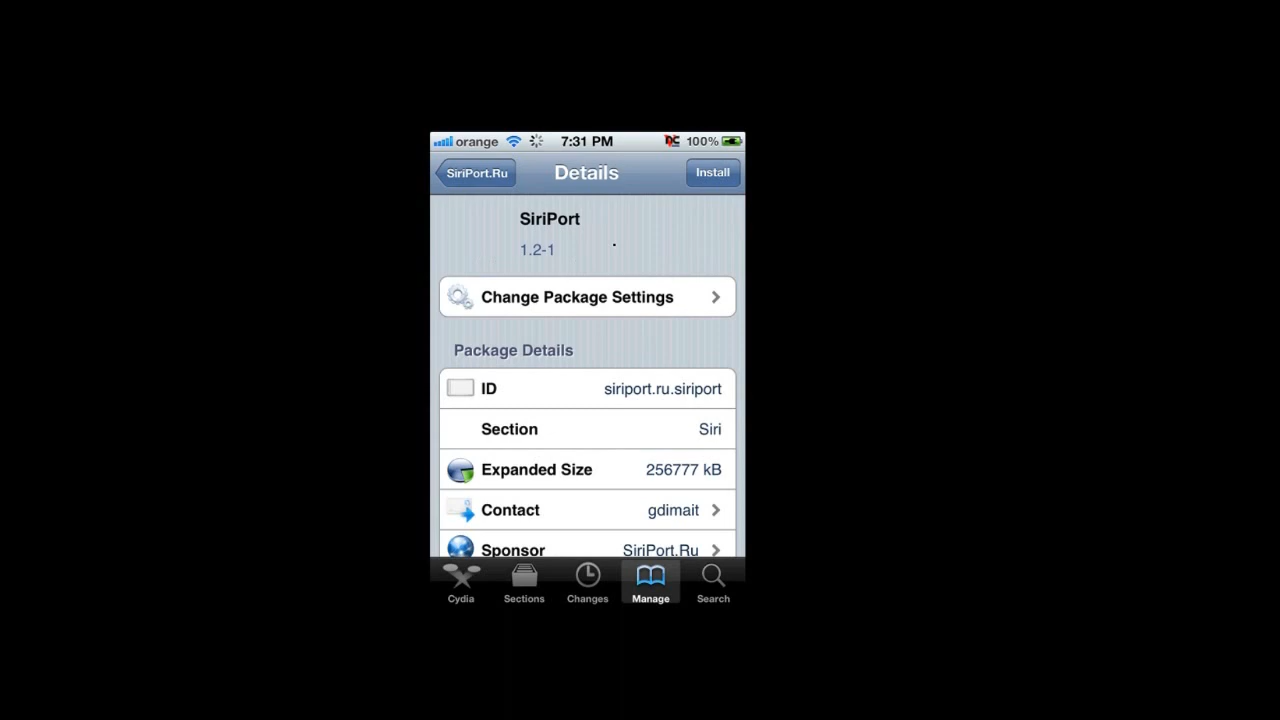 orange 7:31 PM 100%
SiriPort.Ru Details Install
SiriPort
1.2-1
Change Package Settings
Package Details
ID siriport.ru.siriport
Section Siri
Expanded Size 256777 kB
Contact gdimait
Sponsor SiriPort.Ru
Cydia Sections Changes Manage Search